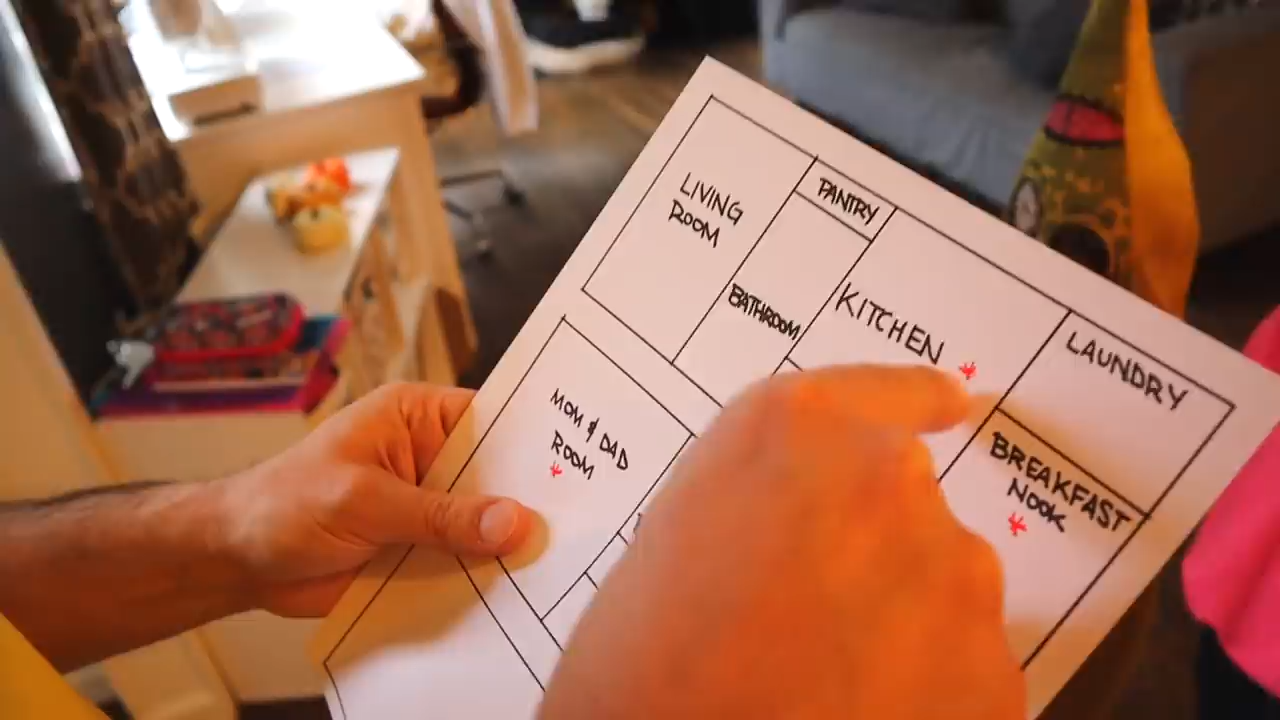 LIVING
ROOM
PANTRY
BATHROOM
KITCHEN
LAUNDRY
BREAKFAST
NOOK
MOM & DAD
ROOM